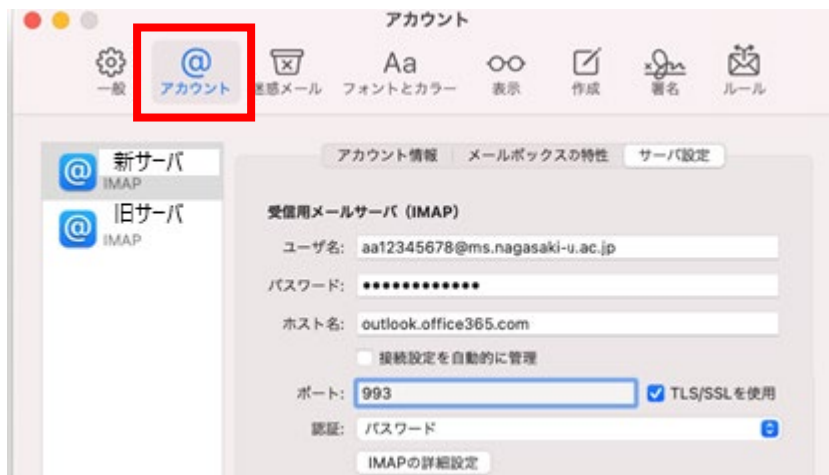 アカウント
一般 アカウント 迷惑メール フォントとカラー 表示 作成 署名 ルール
アカウント情報 メールボックスの特性 サーバ設定
新サーバ
IMAP
旧サーバ
IMAP
受信用メールサーバ (IMAP)
ユーザ名: aa12345678@ms.nagasaki-u.ac.jp
パスワード: ••••••••••••
ホスト名: outlook.office365.com
接続設定を自動的に管理
ポート: 993 TLS/SSLを使用
認証: パスワード
IMAPの詳細設定